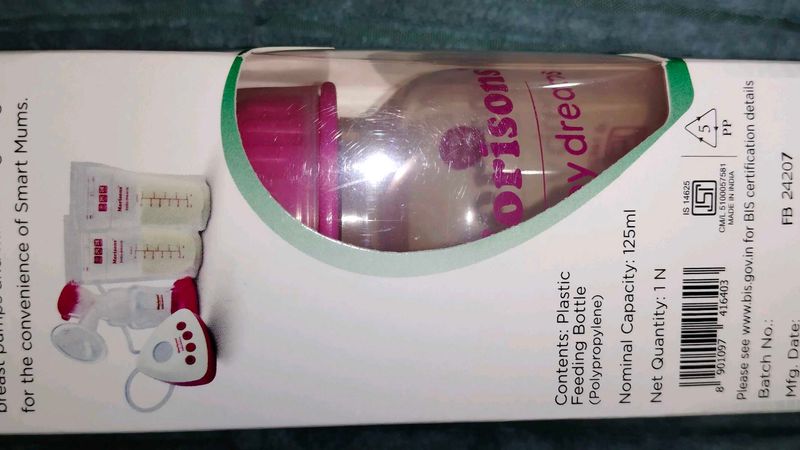 for the convenience of Smart Mums.
orisons
y dreams
5
PP
IS 14625
CM/L 5100057581
MADE IN INDIA
Contents: Plastic
Feeding Bottle
(Polypropylene)
Nominal Capacity: 125ml
Net Quantity: 1 N
8 901097 416403
Please see www.bis.gov.in for BIS certification details
Batch No.:
FB 24207
Mfg. Date: